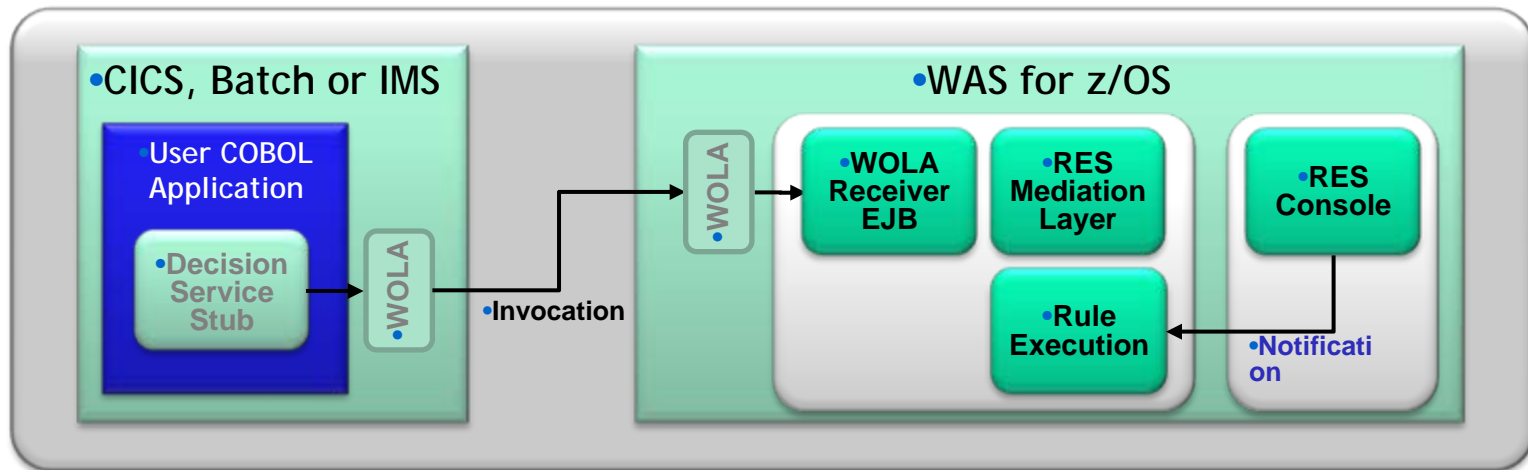 •CICS, Batch or IMS
•User COBOL
Application
•Decision
Service
Stub
•WOLA
•Invocation
•WAS for z/OS
•WOLA
•WOLA
Receiver
EJB
•RES
Mediation
Layer
•Rule
Execution
•RES
Console
•Notificati
on